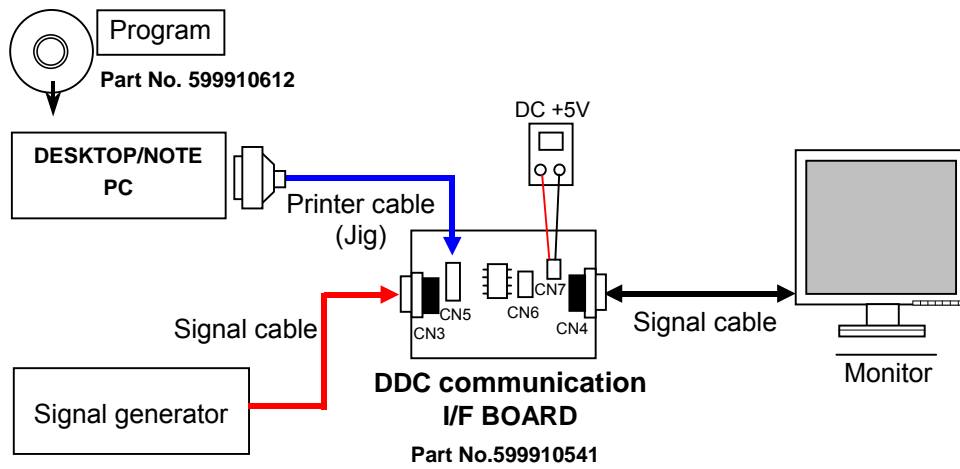 Program
Part No. 599910612
DESKTOP/NOTE
PC
DC +5V
Printer cable
(Jig)
CN5
CN3
CN6
CN7
CN4
Signal cable
Signal cable
Monitor
Signal generator
DDC communication
I/F BOARD
Part No.599910541